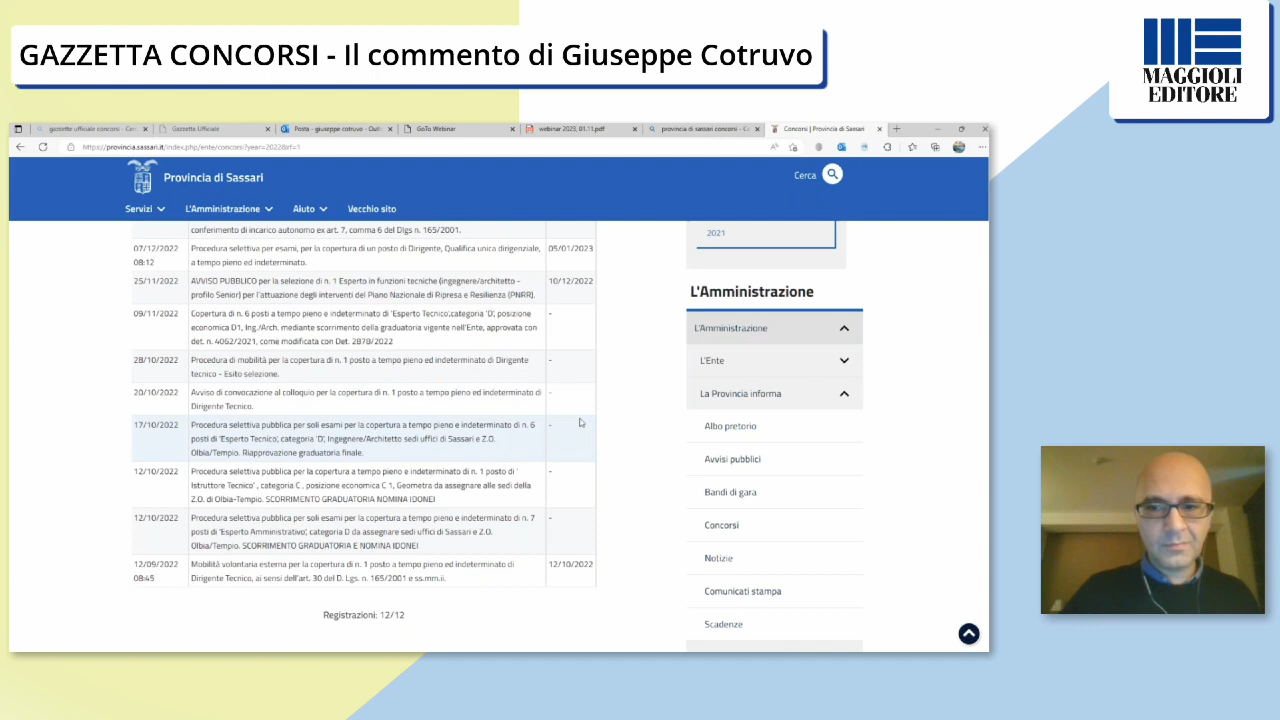 GAZZETTA CONCORSI - Il commento di Giuseppe Cotruvo
MAGGIOLI
EDITORE
gazzette ufficiale concorsi - Cer
Gazzetta Ufficiale
Posta - giuseppe cotruvo - Outl
GoTo Webinar
webinar 2023, 01.11.pdf
provincia di sassari concorsi - C
Concorsi | Provincia di Sassari
https://provincia.sassari.it/index.php/ente/concorsi?year=2022&rf=1
Provincia di Sassari
Cerca
Servizi
L'Amministrazione
Aiuto
Vecchio sito
conferimento di incarico autonomo ex art. 7, comma 6 del Dlgs n. 165/2001.
07/12/2022 Procedura selettiva per esami, per la copertura di un posto di Dirigente, Qualifica unica dirigenziale, 05/01/2023
08:12 a tempo pieno ed indeterminato.
25/11/2022 AVVISO PUBBLICO per la selezione di n. 1 Esperto in funzioni tecniche (ingegnere/architetto - 10/12/2022
profilo Senior) per l'attuazione degli interventi del Piano Nazionale di Ripresa e Resilienza (PNRR).
09/11/2022 Copertura di n. 6 posti a tempo pieno e indeterminato di 'Esperto Tecnico',categoria 'D', posizione -
economica D1, Ing./Arch. mediante scorrimento della graduatoria vigente nell'Ente, approvata con
det. n. 4062/2021, come modificata con Det. 2878/2022
28/10/2022 Procedura di mobilità per la copertura di n. 1 posto a tempo pieno ed indeterminato di Dirigente -
tecnico - Esito selezione.
20/10/2022 Avviso di convocazione al colloquio per la copertura di n. 1 posto a tempo pieno ed indeterminato di -
Dirigente Tecnico.
17/10/2022 Procedura selettiva pubblica per soli esami per la copertura a tempo pieno e indeterminato di n. 6 -
posti di 'Esperto Tecnico', categoria 'D', Ingegnere/Architetto sedi uffici di Sassari e Z.O.
Olbia/Tempio. Riapprovazione graduatoria finale.
12/10/2022 Procedura selettiva pubblica per la copertura a tempo pieno e indeterminato di n. 1 posto di ' -
Istruttore Tecnico' , categoria C , posizione economica C 1, Geometra da assegnare alle sedi della
Z.O. di Olbia-Tempio. SCORRIMENTO GRADUATORIA NOMINA IDONEI
12/10/2022 Procedura selettiva pubblica per soli esami per la copertura a tempo pieno e indeterminato di n. 7 -
posti di 'Esperto Amministrativo', categoria D da assegnare sedi uffici di Sassari e Z.O.
Olbia/Tempio. SCORRIMENTO GRADUATORIA E NOMINA IDONEI
12/09/2022 Mobilità volontaria esterna per la copertura di n. 1 posto a tempo pieno ed indeterminato di 12/10/2022
08:45 Dirigente Tecnico, ai sensi dell'art. 30 del D. Lgs. n. 165/2001 e ss.mm.ii.
Registrazioni: 12/12
2021
L'Amministrazione
L'Amministrazione
L'Ente
La Provincia informa
Albo pretorio
Avvisi pubblici
Bandi di gara
Concorsi
Notizie
Comunicati stampa
Scadenze